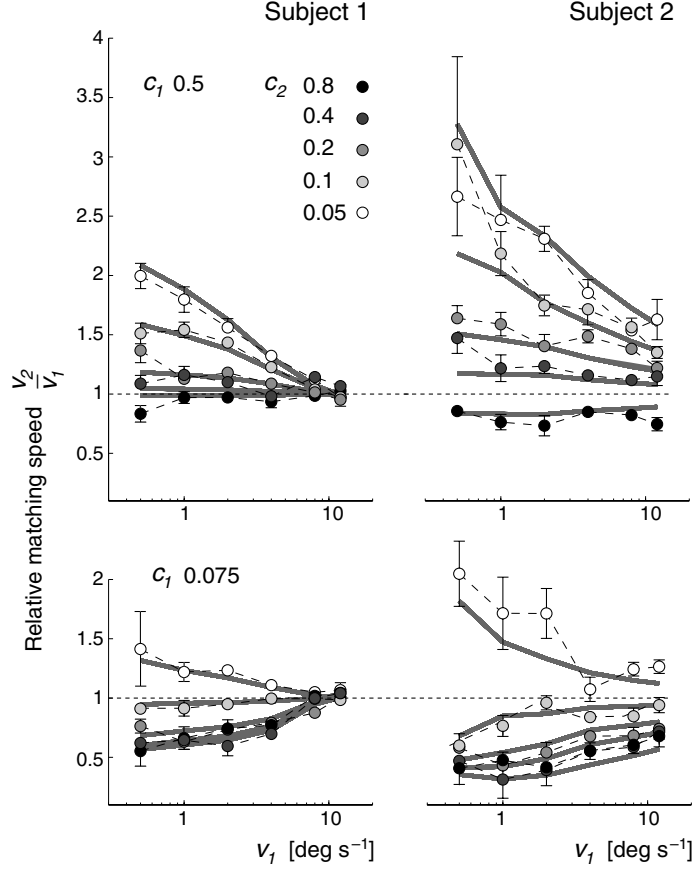 Subject 1 Subject 2
4
3.5
3
2.5
2
1.5
1
0.5
c1 0.5 c2 0.8
0.4
0.2
0.1
0.05
1 10 1 10
Relative matching speed v2/v1
c1 0.075
2
1.5
1
0.5
1 10 1 10
v1 [deg s−1] v1 [deg s−1]